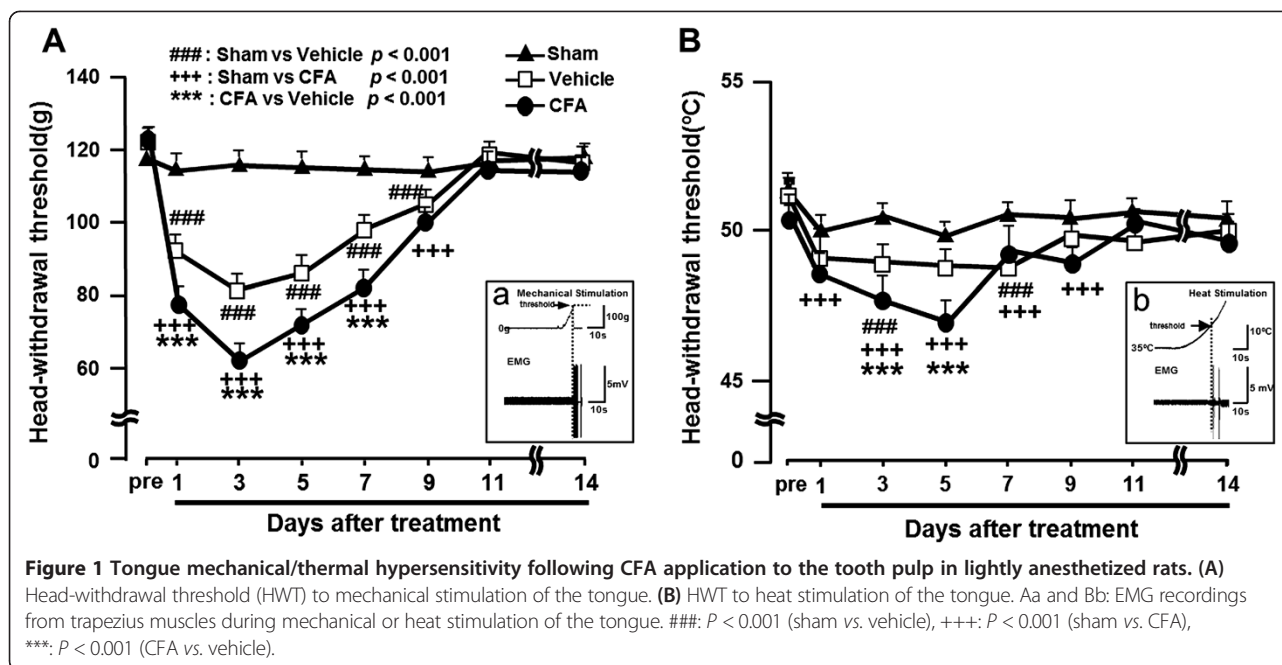 A
### : Sham vs Vehicle p < 0.001
+++ : Sham vs CFA p < 0.001
*** : CFA vs Vehicle p < 0.001
Sham
Vehicle
CFA
Head-withdrawal threshold(g)
140
120
100
80
60
0
###
###
###
###
###
+++
***
+++
***
+++
***
+++
***
+++
a
Mechanical Stimulation
threshold
0g
100g
10s
EMG
5mV
10s
pre 1 3 5 7 9 11 14
Days after treatment
B
Head-withdrawal threshold(ºC)
55
50
45
0
+++
###
+++
***
+++
***
###
+++
+++
b
Heat Stimulation
threshold
35ºC
10ºC
10s
EMG
5 mV
10s
pre 1 3 5 7 9 11 14
Days after treatment
Figure 1 Tongue mechanical/thermal hypersensitivity following CFA application to the tooth pulp in lightly anesthetized rats. (A)
Head-withdrawal threshold (HWT) to mechanical stimulation of the tongue. (B) HWT to heat stimulation of the tongue. Aa and Bb: EMG recordings
from trapezius muscles during mechanical or heat stimulation of the tongue. ###: P < 0.001 (sham vs. vehicle), +++: P < 0.001 (sham vs. CFA),
***: P < 0.001 (CFA vs. vehicle).